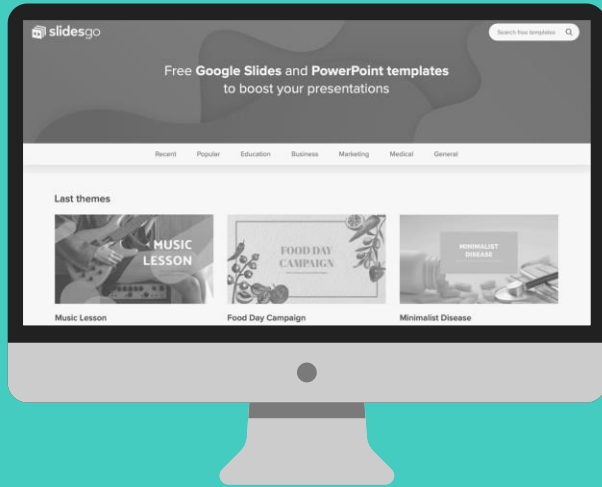 slidesgo
Search free templates
Free Google Slides and PowerPoint templates
to boost your presentations
Recent Popular Education Business Marketing Medical General
Last themes
MUSIC
LESSON
FOOD DAY
CAMPAIGN
MINIMALIST
DISEASE
Music Lesson Food Day Campaign Minimalist Disease